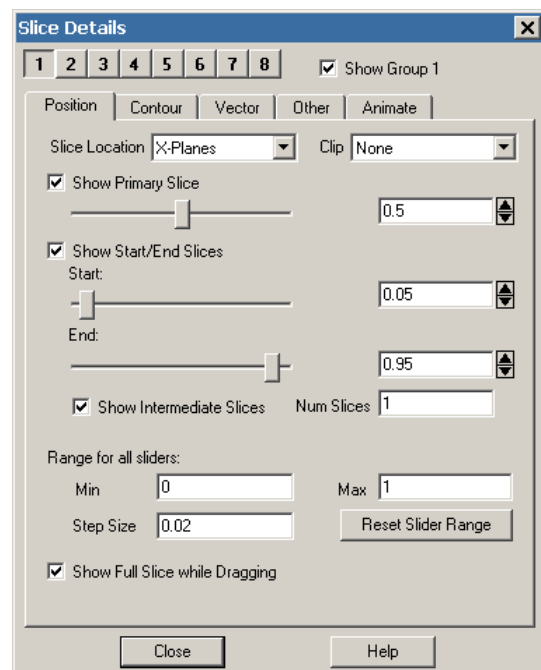 Slice Details
1 2 3 4 5 6 7 8 Show Group 1
Position Contour Vector Other Animate
Slice Location X-Planes Clip None
Show Primary Slice
0.5
Show Start/End Slices
Start:
0.05
End:
0.95
Show Intermediate Slices Num Slices 1
Range for all sliders:
Min 0 Max 1
Step Size 0.02 Reset Slider Range
Show Full Slice while Dragging
Close Help